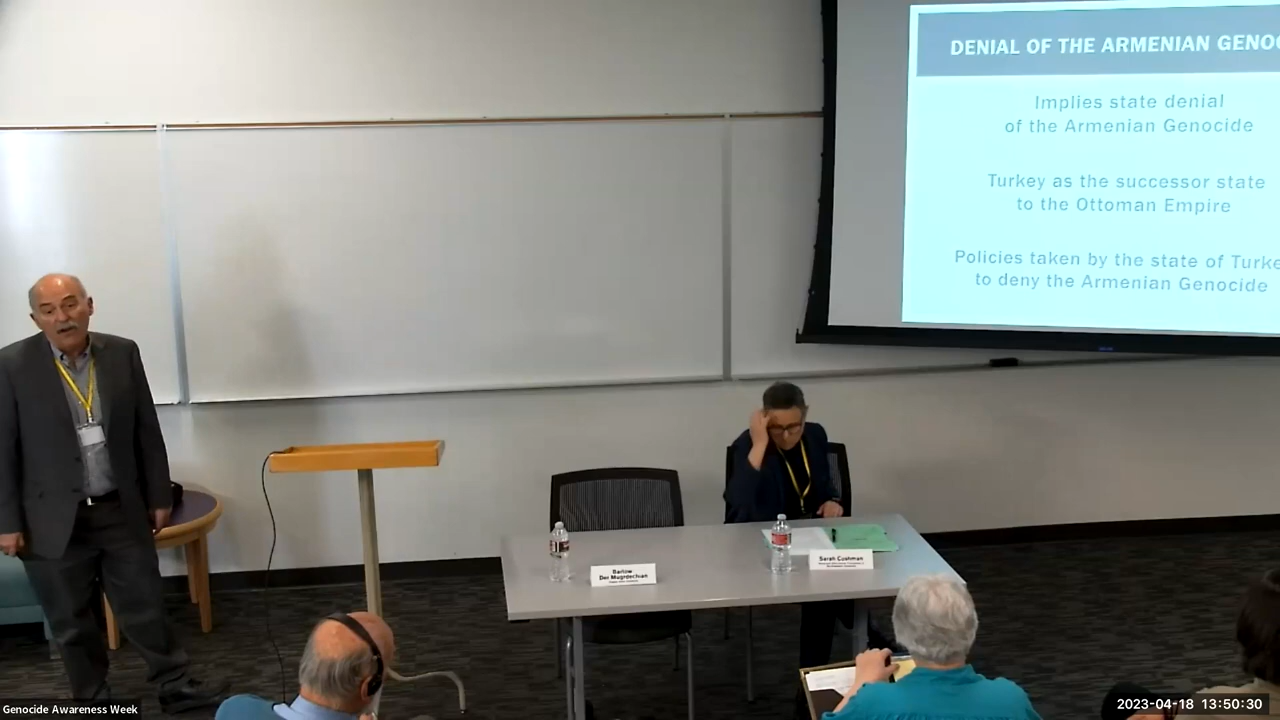 DENIAL OF THE ARMENIAN GENOC
Implies state denial
of the Armenian Genocide
Turkey as the successor state
to the Ottoman Empire
Policies taken by the state of Turke
to deny the Armenian Genocide
Barlow
Der Mugrdechian
Sarah Cushman
Genocide Awareness Week
2023-04-18 13:50:30